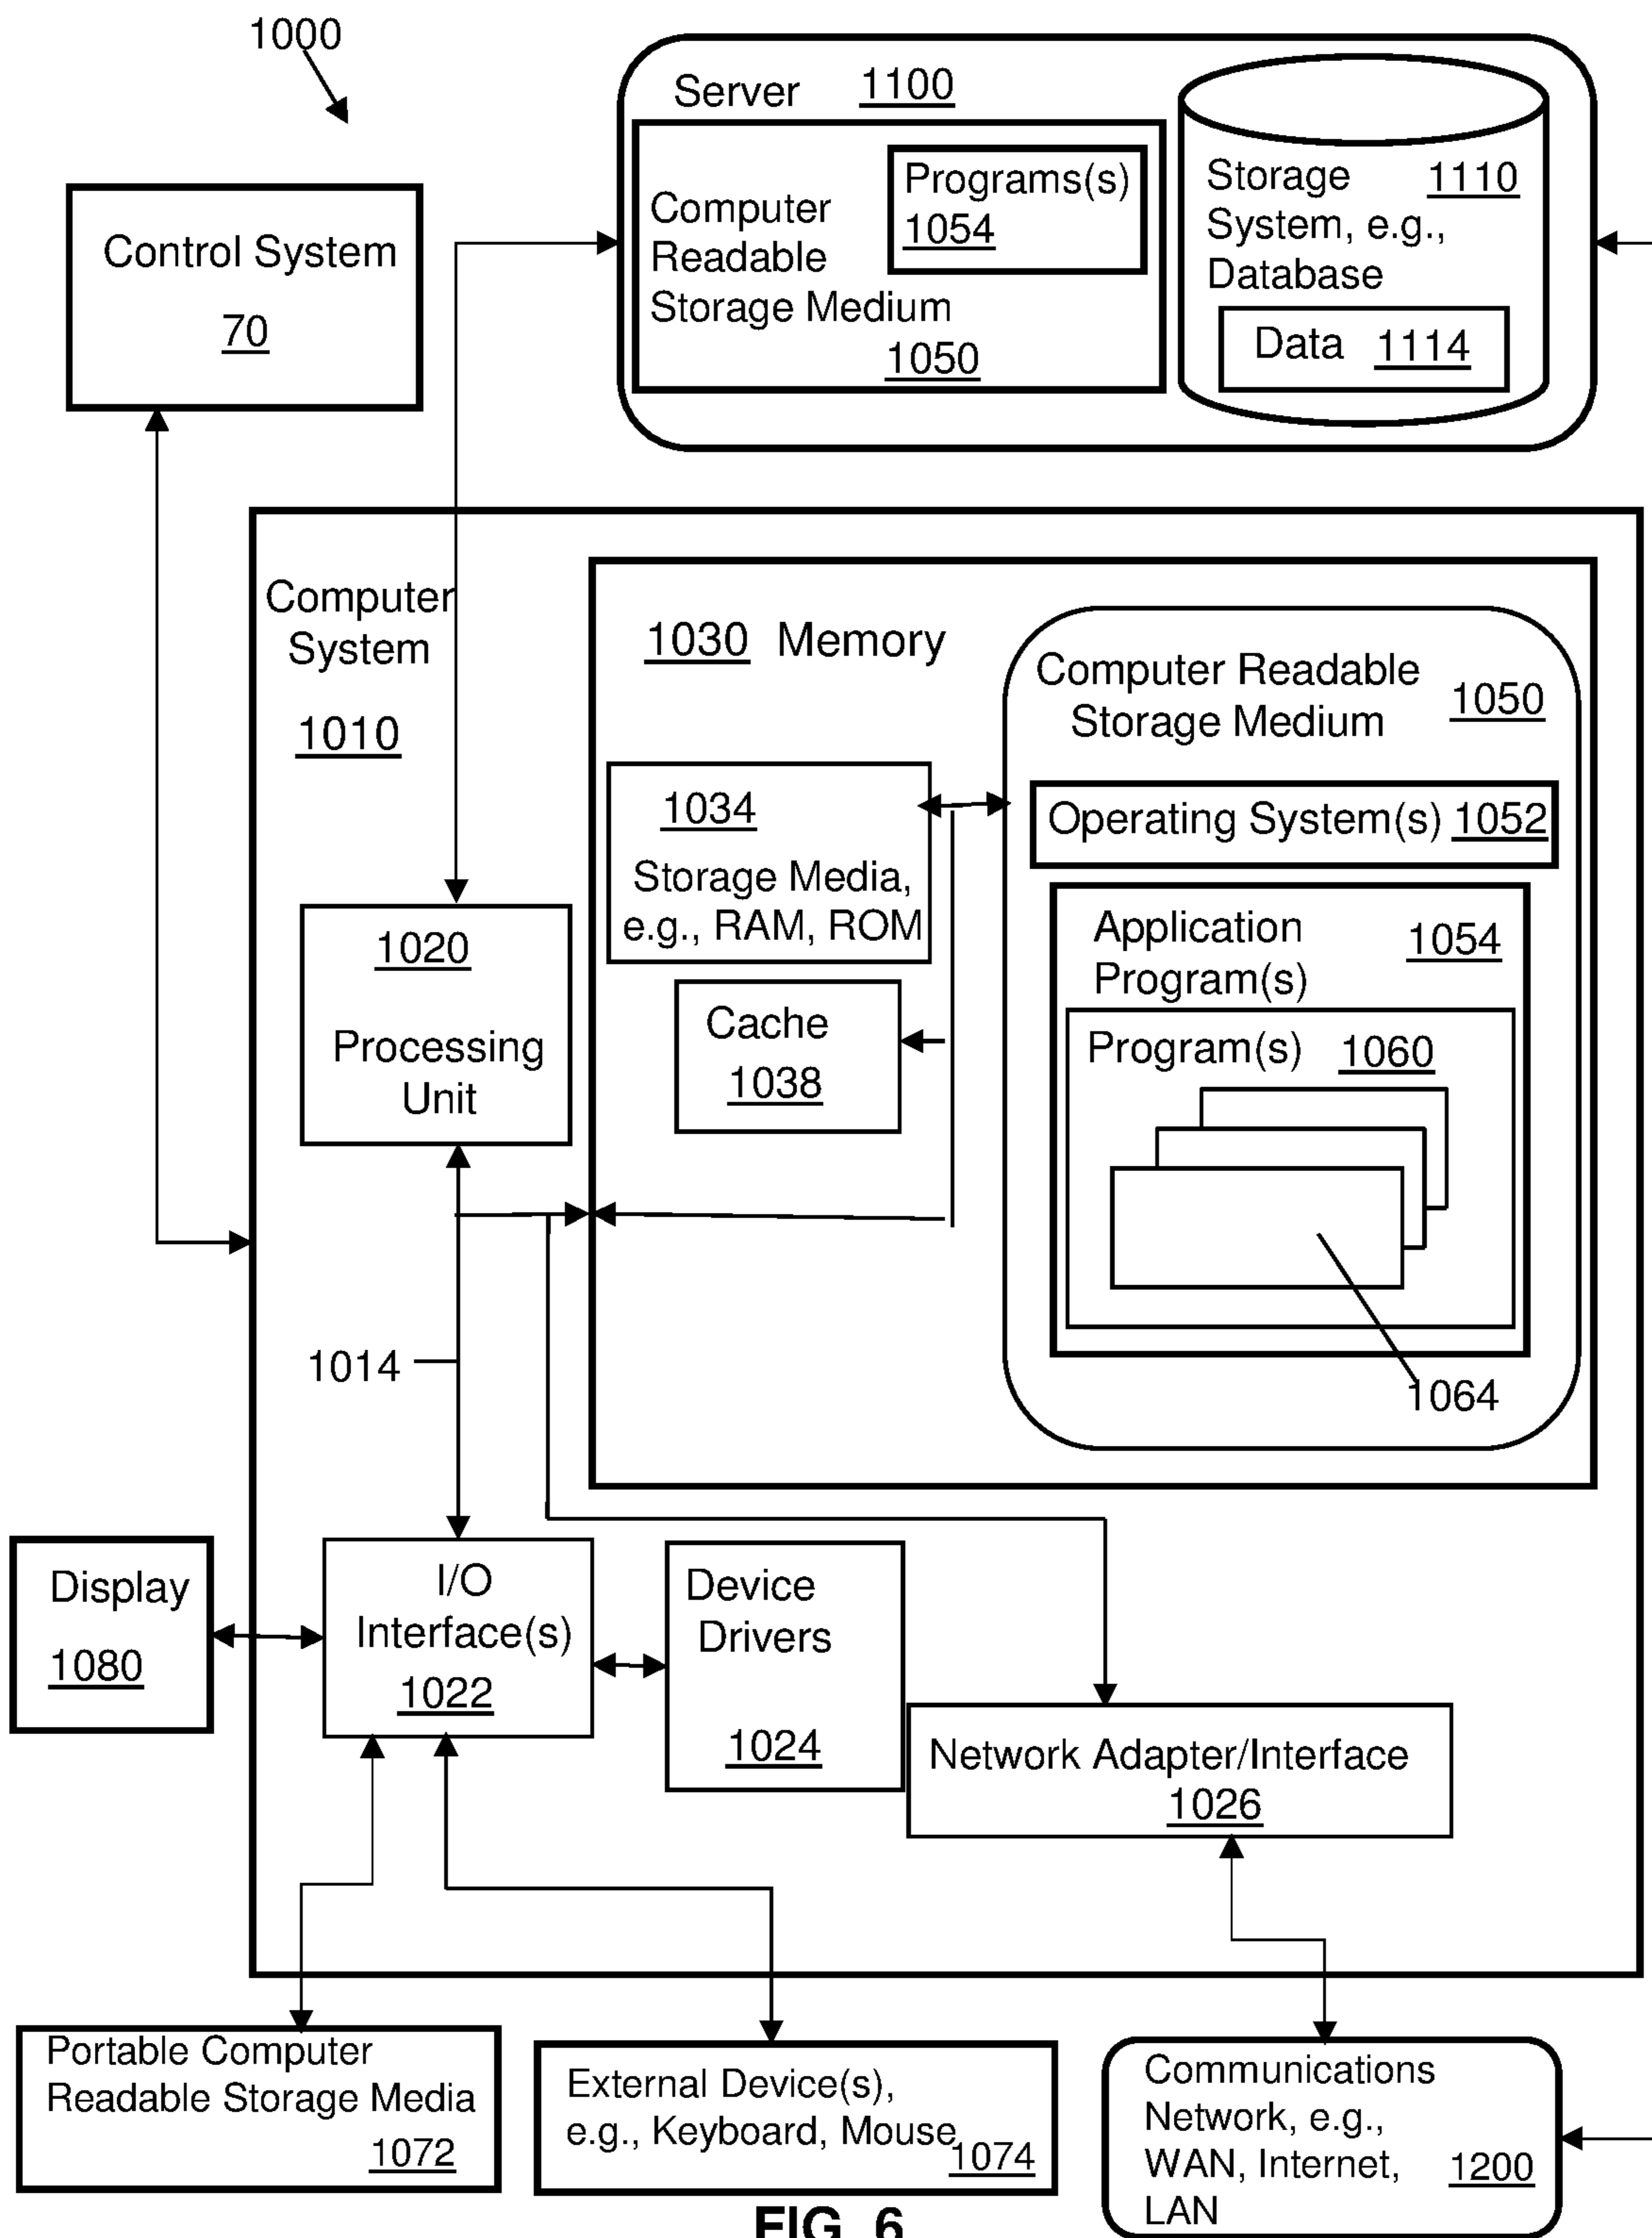 1000
Server 1100
Programs(s)
1054
Computer
Readable
Storage Medium
1050
Storage 1110
System, e.g.,
Database
Data 1114
Control System
70
Computer
System
1010
1030 Memory
Computer Readable
Storage Medium
1050
1034
Storage Media,
e.g., RAM, ROM
Operating System(s) 1052
Application
Program(s)
1054
1020
Processing
Unit
Cache
1038
Program(s) 1060
1014
1064
Display
1080
I/O
Interface(s)
1022
Device
Drivers
1024
Network Adapter/Interface
1026
Portable Computer
Readable Storage Media
1072
External Device(s),
e.g., Keyboard, Mouse
1074
Communications
Network, e.g.,
WAN, Internet,
LAN
1200
FIG. 6